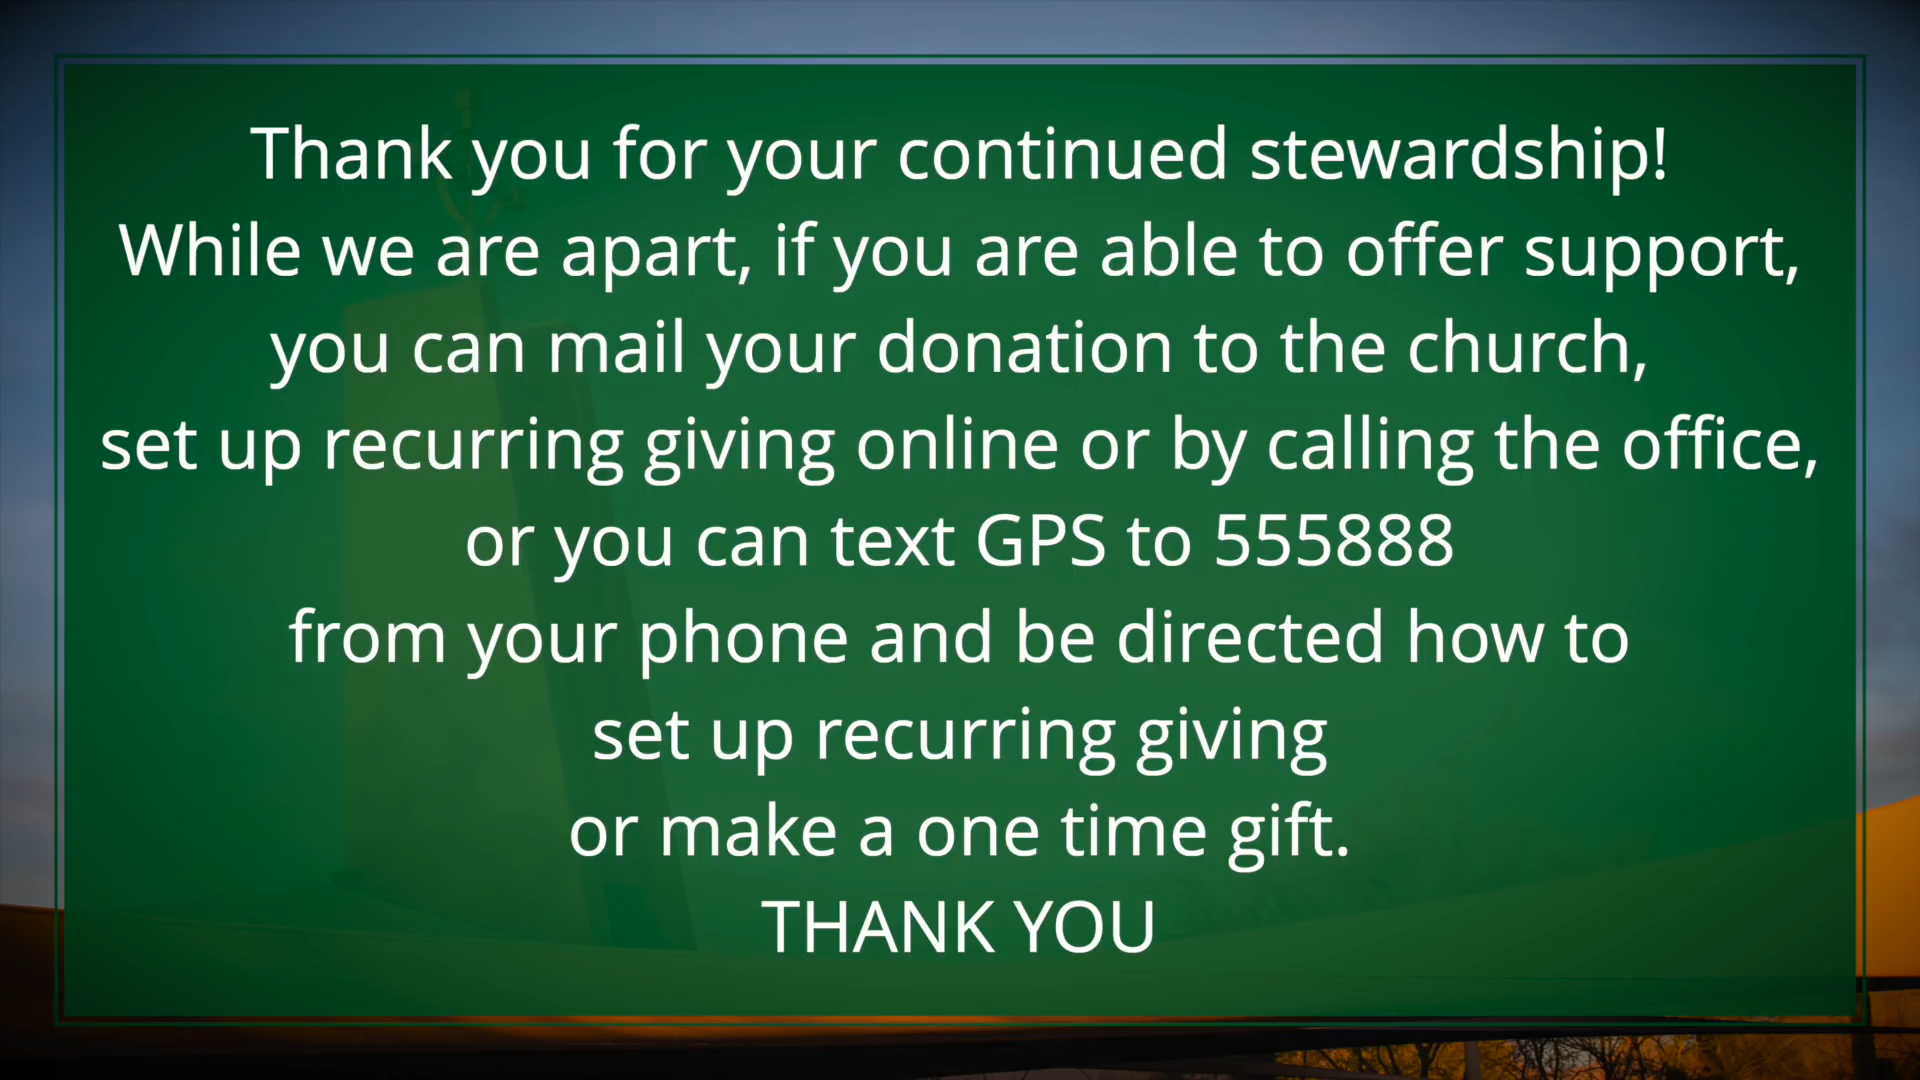 Thank you for your continued stewardship!
While we are apart, if you are able to offer support,
you can mail your donation to the church,
set up recurring giving online or by calling the office,
or you can text GPS to 555888
from your phone and be directed how to
set up recurring giving
or make a one time gift.
THANK YOU